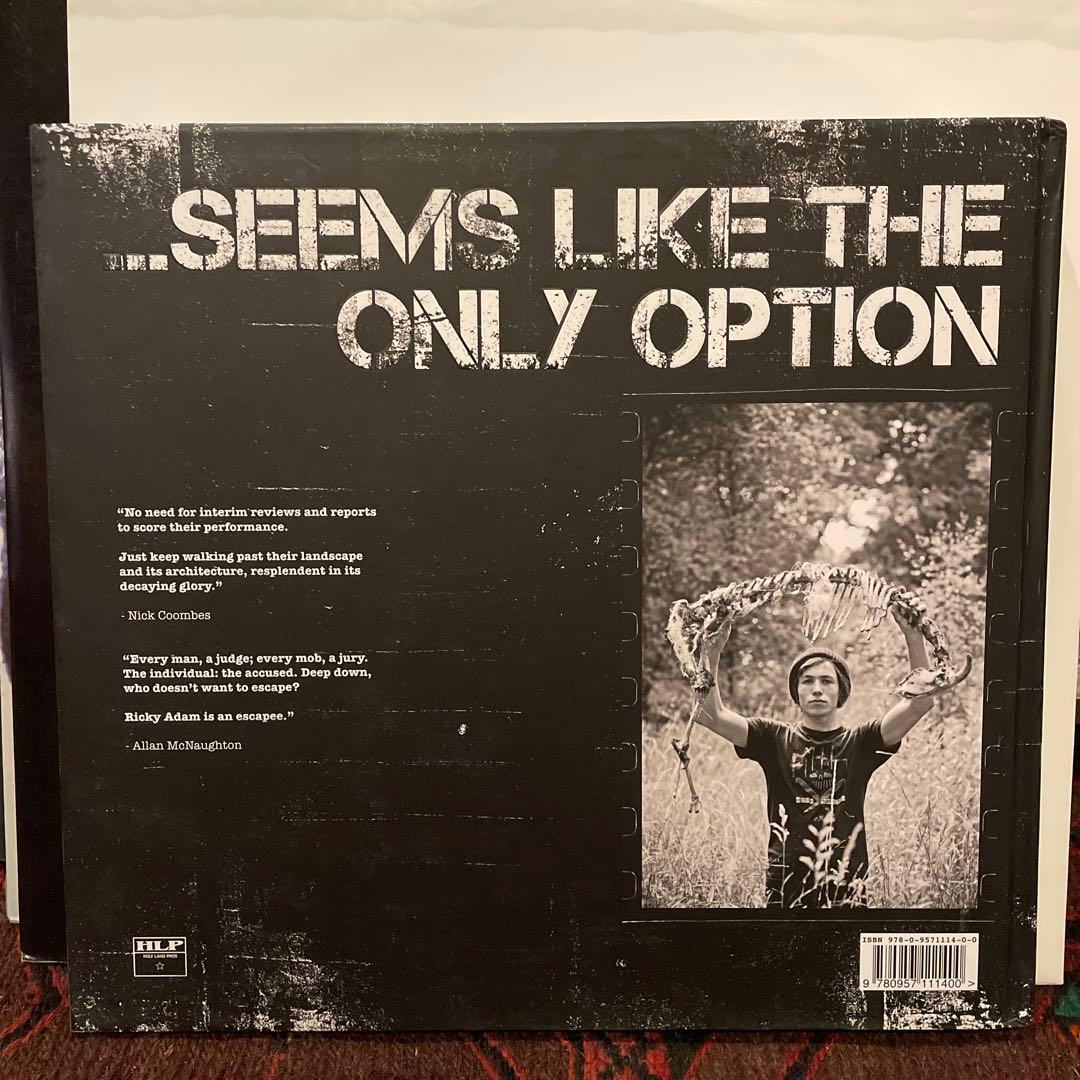 ...SEEMS LIKE THE
ONLY OPTION
“No need for interim reviews and reports
to score their performance.
Just keep walking past their landscape
and its architecture, resplendent in its
decaying glory.”
- Nick Coombes
“Every man, a judge; every mob, a jury.
The individual: the accused. Deep down,
who doesn’t want to escape?
Ricky Adam is an escapee.”
- Allan McNaughton
HLP
HOLY LAND PROS
ISBN 978-0-9571114-0-0
9 780957 111400 >